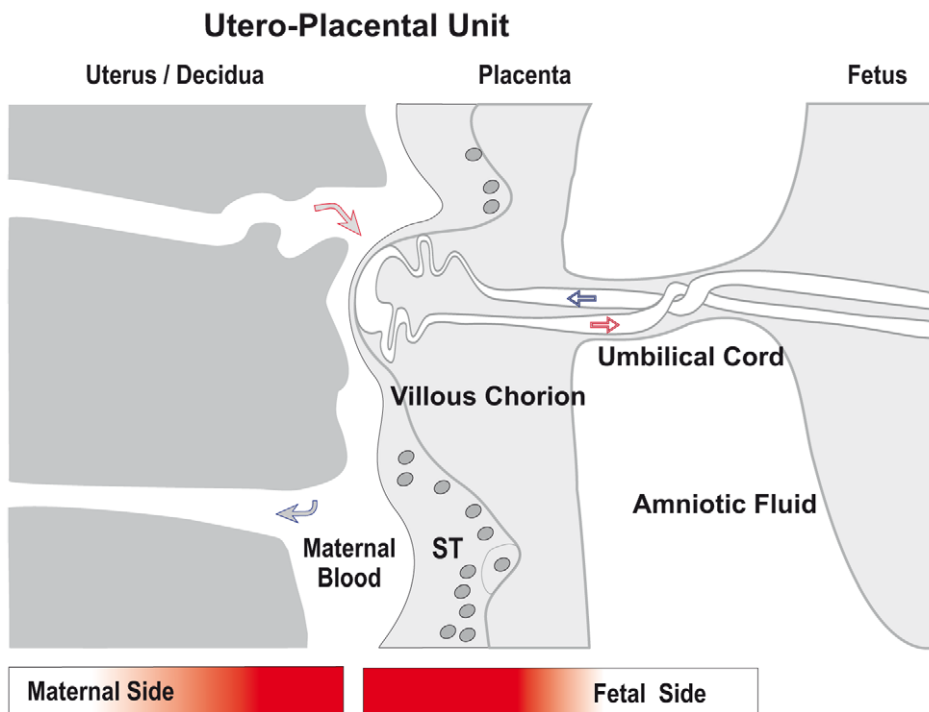 Utero-Placental Unit
Uterus / Decidua
Placenta
Fetus
Umbilical Cord
Villous Chorion
Amniotic Fluid
ST
Maternal
Blood
Maternal Side
Fetal Side